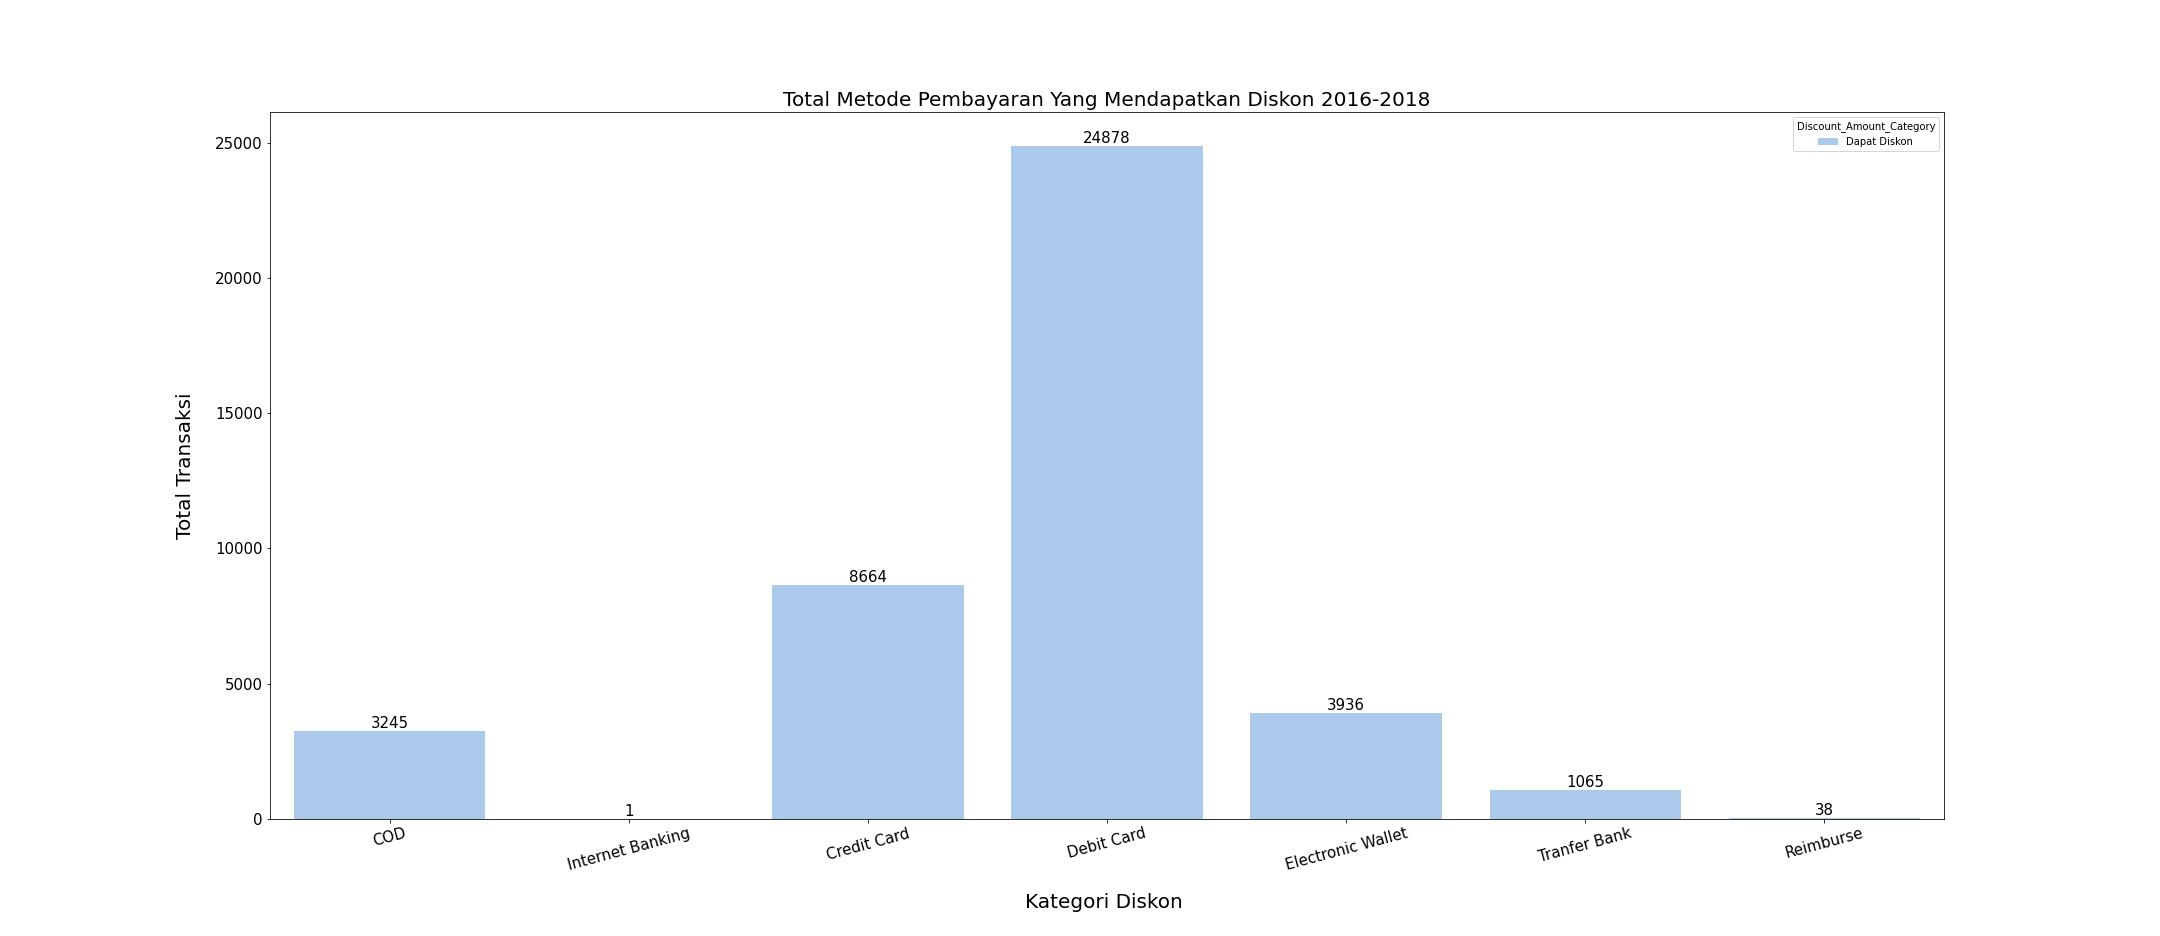 Total Metode Pembayaran Yang Mendapatkan Diskon 2016-2018
Discount_Amount_Category
Dapat Diskon
Total Transaksi
25000
20000
15000
10000
5000
0
3245
1
8664
24878
3936
1065
38
COD
Internet Banking
Credit Card
Debit Card
Electronic Wallet
Tranfer Bank
Reimburse
Kategori Diskon